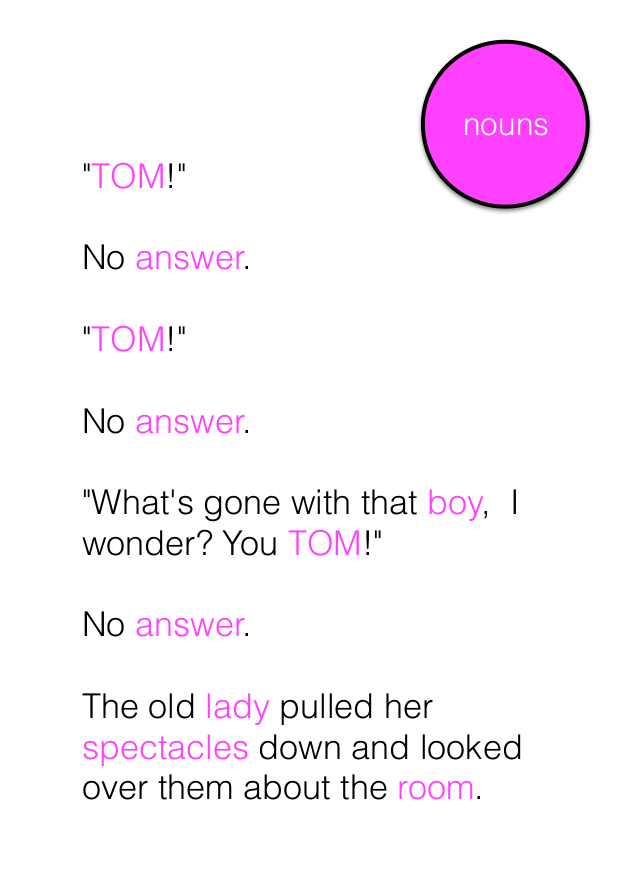 nouns
"TOM!"
No answer.
"TOM!"
No answer.
"What's gone with that boy,  I
wonder? You TOM!"
No answer.
The old lady pulled her
spectacles down and looked
over them about the room.